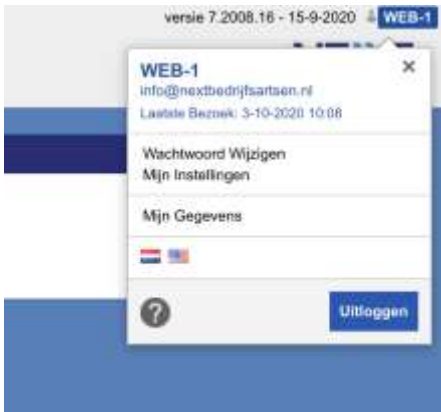 versie 7.2008.16 - 15-9-2020 WEB-1
WEB-1
info@nextbedrijfsartsen.nl
Laatste Bezoek: 3-10-2020 10:08
Wachtwoord Wijzigen
Mijn Instellingen
Mijn Gegevens
?
Uitloggen